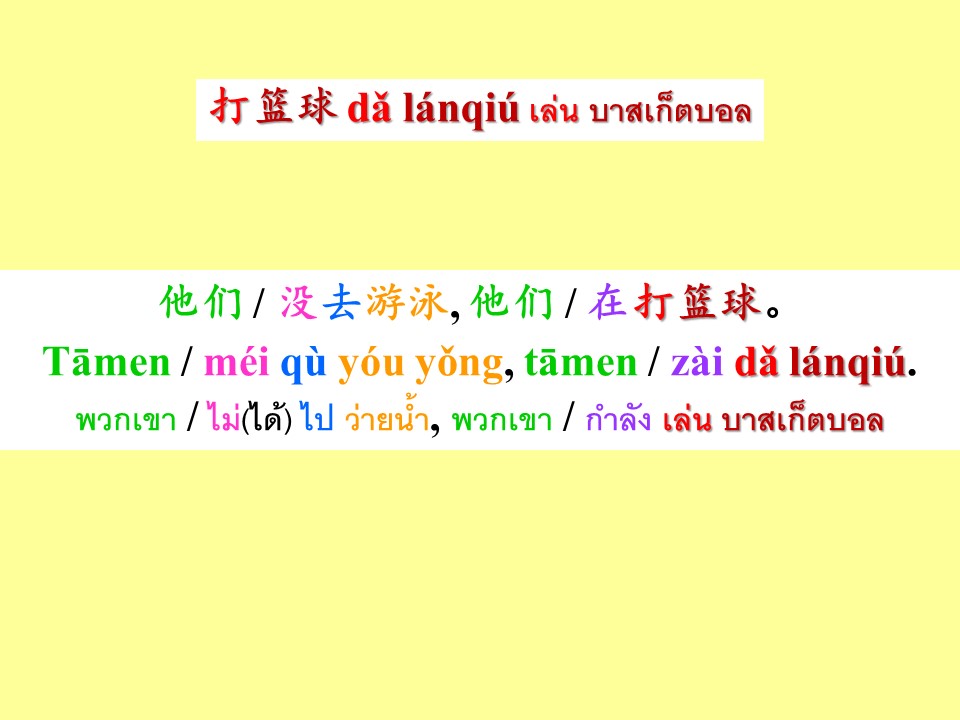 打篮球 dǎ lánqiú เล่น บาสเก็ตบอล
他们 / 没去游泳, 他们 / 在打篮球。
Tāmen / méi qù yóu yǒng, tāmen / zài dǎ lánqiú.
พวกเขา / ไม่(ได้) ไป ว่ายน้ำ, พวกเขา / กำลัง เล่น บาสเก็ตบอล